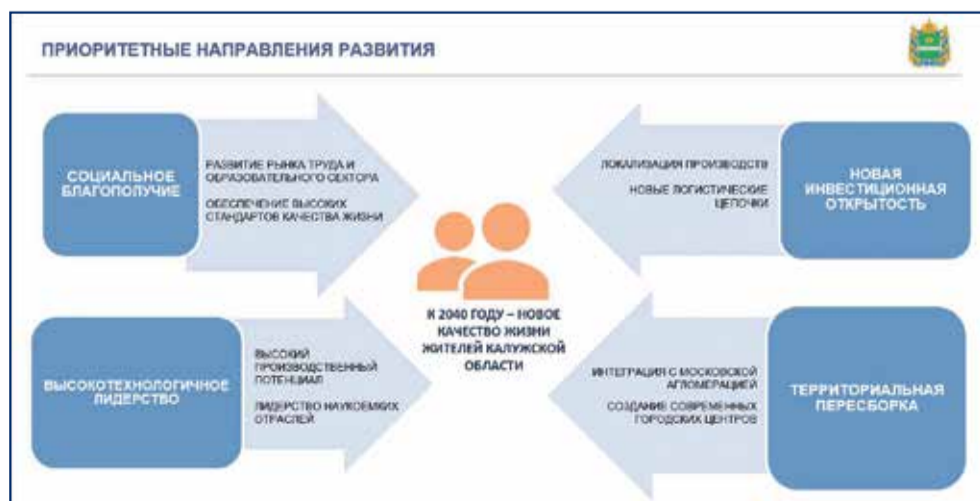 ПРИОРИТЕТНЫЕ НАПРАВЛЕНИЯ РАЗВИТИЯ
СОЦИАЛЬНОЕ
БЛАГОПОЛУЧИЕ
РАЗВИТИЕ РЫНКА ТРУДА И
ОБРАЗОВАТЕЛЬНОГО СЕКТОРА
ОБЕСПЕЧЕНИЕ ВЫСОКИХ
СТАНДАРТОВ КАЧЕСТВА ЖИЗНИ
ЛОКАЛИЗАЦИЯ ПРОИЗВОДСТВ
НОВЫЕ ЛОГИСТИЧЕСКИЕ
ЦЕПОЧКИ
НОВАЯ
ИНВЕСТИЦИОННАЯ
ОТКРЫТОСТЬ
К 2040 ГОДУ – НОВОЕ
КАЧЕСТВО ЖИЗНИ
ЖИТЕЛЕЙ КАЛУЖСКОЙ
ОБЛАСТИ
ВЫСОКОТЕХНОЛОГИЧНОЕ
ЛИДЕРСТВО
ВЫСОКИЙ
ПРОИЗВОДСТВЕННЫЙ
ПОТЕНЦИАЛ
ЛИДЕРСТВО НАУКОЕМКИХ
ОТРАСЛЕЙ
ИНТЕГРАЦИЯ С МОСКОВСКОЙ
АГЛОМЕРАЦИЕЙ
СОЗДАНИЕ СОВРЕМЕННЫХ
ГОРОДСКИХ ЦЕНТРОВ
ТЕРРИТОРИАЛЬНАЯ
ПЕРЕСБОРКА